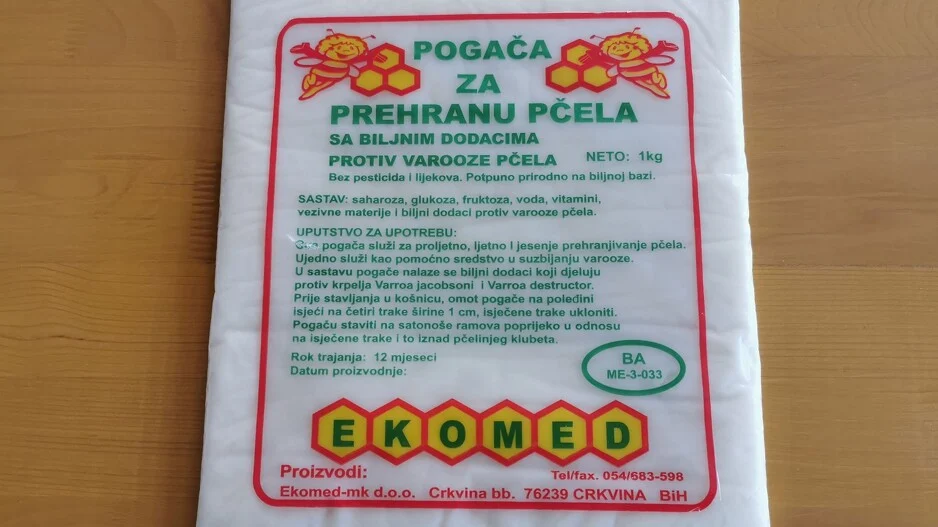 POGAČA
ZA
PREHRANU PČELA
SA BILJNIM DODACIMA
PROTIV VAROOZE PČELA NETO: 1kg
Bez pesticida i lijekova. Potpuno prirodno na biljnoj bazi.
SASTAV: saharoza, glukoza, fruktoza, voda, vitamini,
vezivne materije i biljni dodaci protiv varooze pčela.
UPUTSTVO ZA UPOTREBU:
Ova pogača služi za proljetno, ljetno I jesenje prehranjivanje pčela.
Ujedno služi kao pomoćno sredstvo u suzbijanju varooze.
U sastavu pogače nalaze se biljni dodaci koji djeluju
protiv krpelja Varroa jacobsoni i Varroa destructor.
Prije stavljanja u košnicu, omot pogače na poleđini
isjeći na četiri trake širine 1 cm, isječene trake ukloniti.
Pogaču staviti na satonoše ramova poprijeko u odnosu
na isječene trake i to iznad pčelinjeg klubeta.
Rok trajanja: 12 mjeseci
Datum proizvodnje:
BA
ME-3-033
EKOMED
Proizvodi:
Tel/fax. 054/683-598
Ekomed-mk d.o.o. Crkvina bb. 76239 CRKVINA BiH